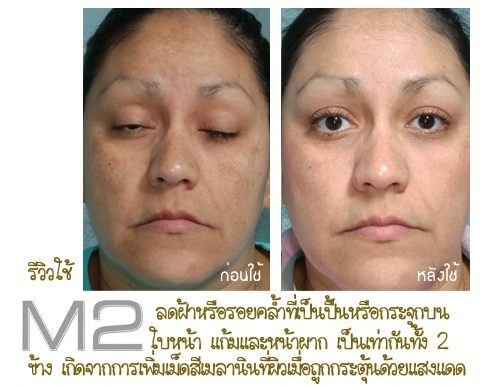 รีวิวใช้
ก่อนใช้
หลังใช้
M2
ลดฝ้าหรือรอยคล้ำที่เป็นปื้นหรือกระจุกบน
ใบหน้า แก้มและหน้าผาก เป็นเท่ากันทั้ง 2
ข้าง เกิดจากการเพิ่มเม็ดสีเมลานินที่ผิวเมื่อถูกกระตุ้นด้วยแสงแดด